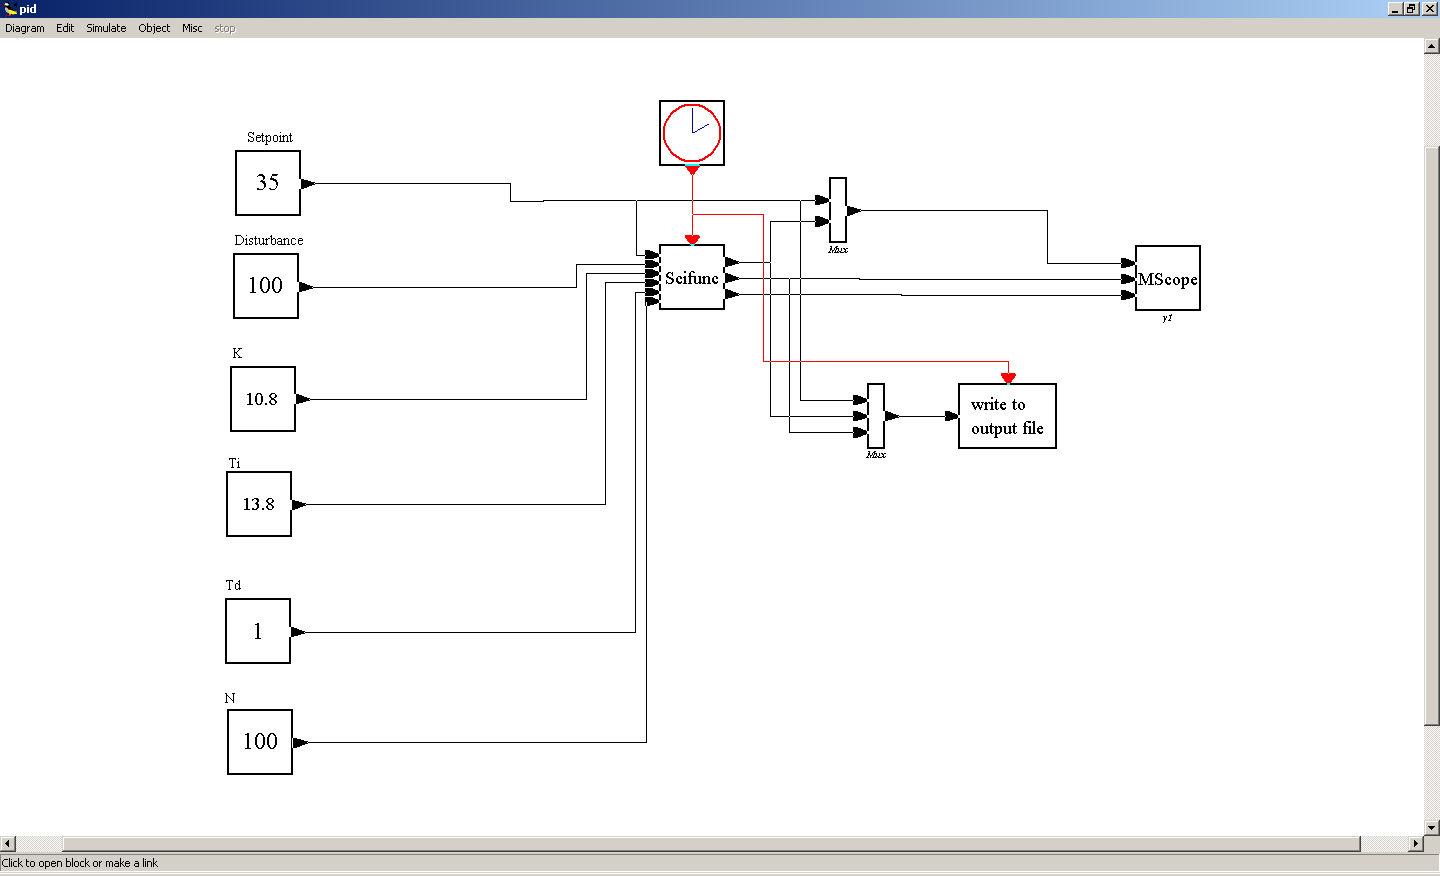 pid
Diagram Edit Simulate Object Misc stop
Setpoint
35
Disturbance
100
K
10.8
Ti
13.8
Td
1
N
100
Scifunc
Mux
MScope
y1
Mux
write to
output file
Click to open block or make a link